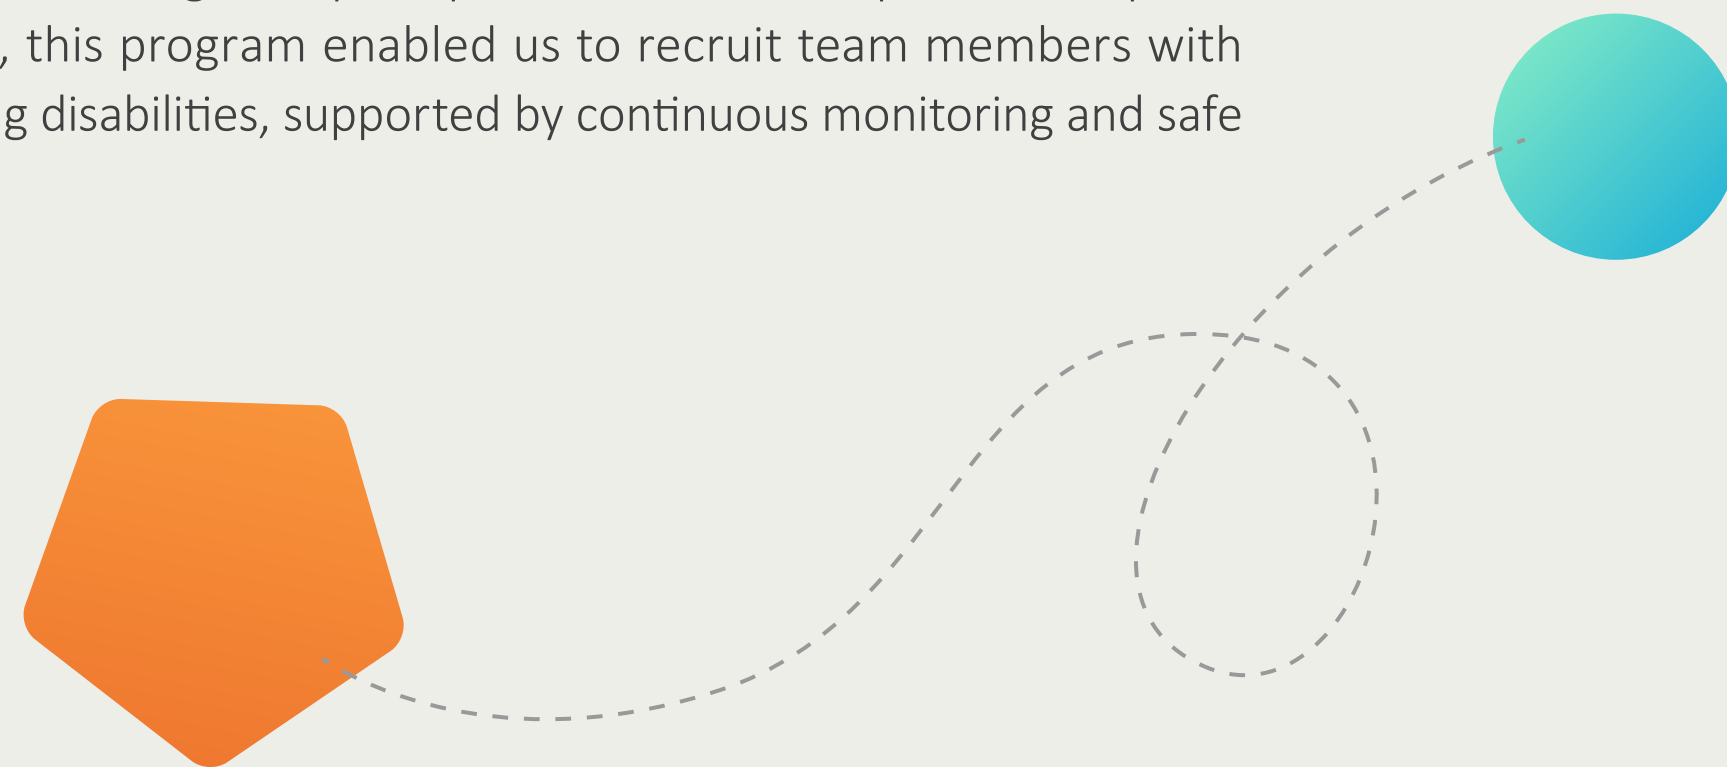 , this program enabled us to recruit team members with
g disabilities, supported by continuous monitoring and safe